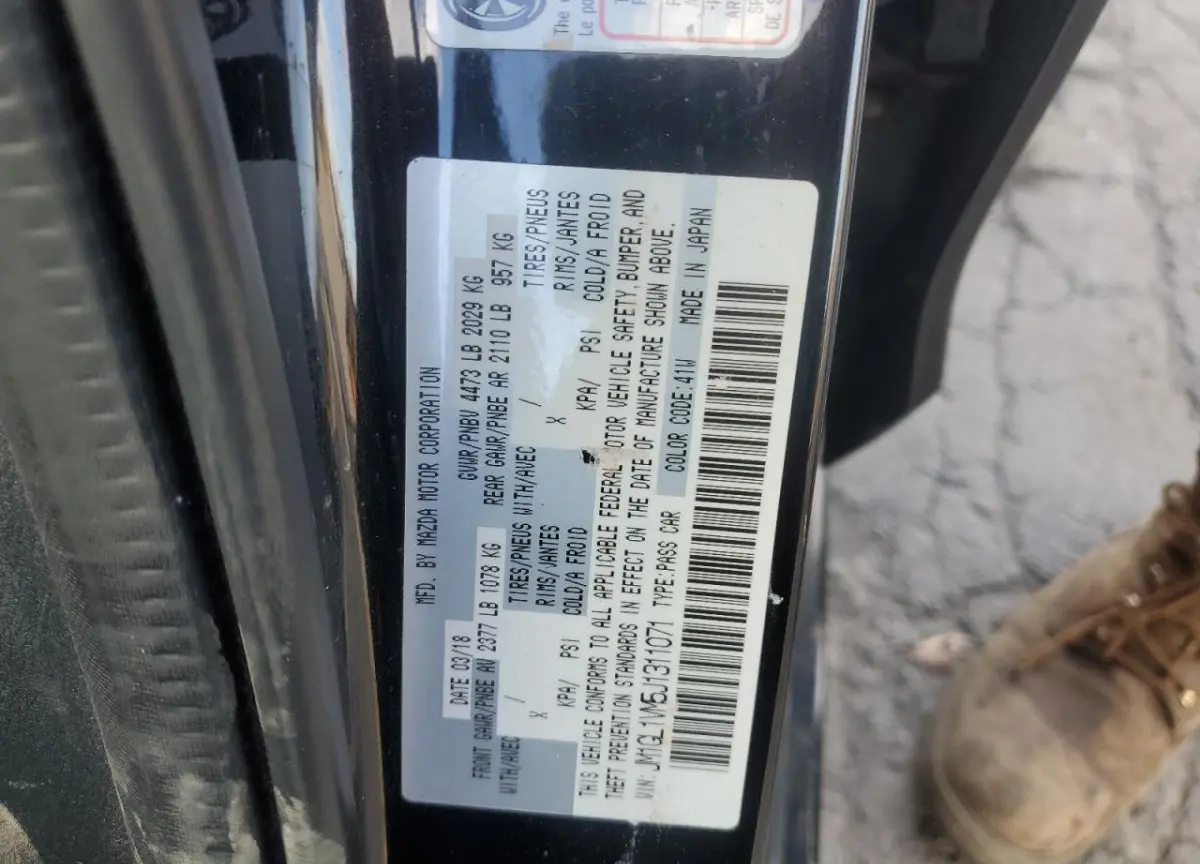 The
Le po
MFD. BY MAZDA MOTOR CORPORATION
DATE 03/18 GVWR/PNBV 4473 LB 2029 KG
FRONT GAWR/PNBE AV 2377 LB 1078 KG REAR GAWR/PNBE AR 2110 LB 957 KG
WITH/AVEC / TIRES/PNEUS WITH/AVEC / TIRES/PNEUS
X RIMS/JANTES X RIMS/JANTES
KPA/ PSI COLD/A FROID KPA/ PSI COLD/A FROID
THIS VEHICLE CONFORMS TO ALL APPLICABLE FEDERAL MOTOR VEHICLE SAFETY, BUMPER, AND
THEFT PREVENTION STANDARDS IN EFFECT ON THE DATE OF MANUFACTURE SHOWN ABOVE.
VIN: JM1GL1W5J1311071 TYPE:PASS CAR COLOR CODE:41W MADE IN JAPAN